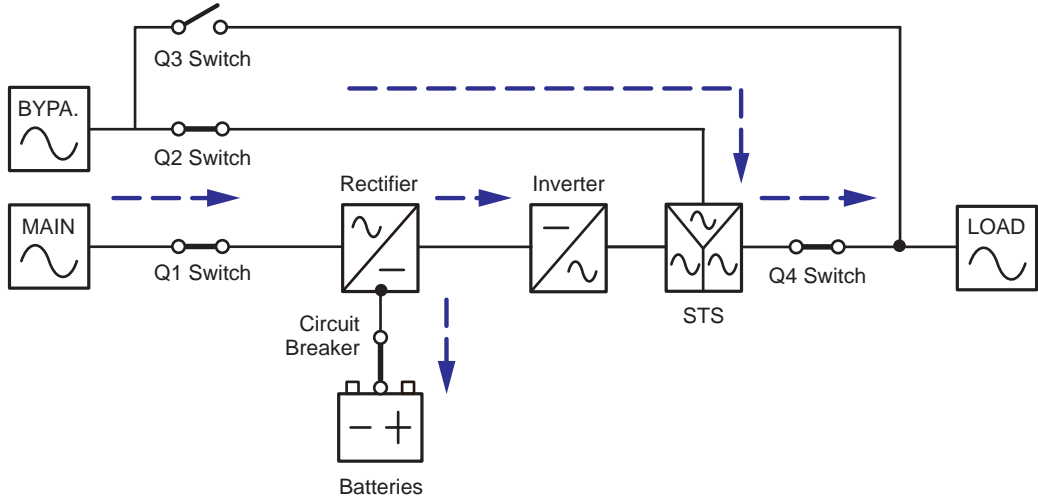 Q3 Switch
BYPA.
Q2 Switch
Rectifier
Inverter
MAIN
LOAD
Q1 Switch
Q4 Switch
STS
Circuit
Breaker
Batteries